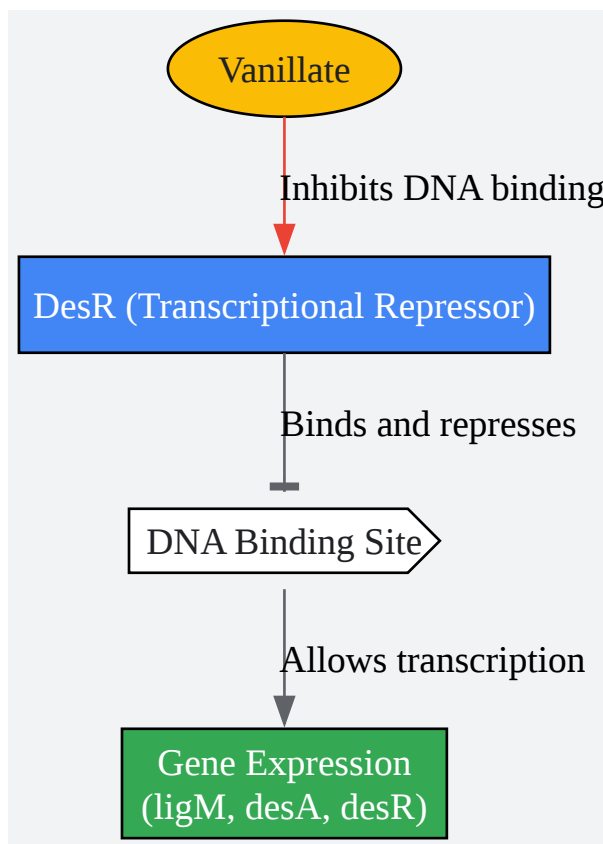 Vanillate
Inhibits DNA binding
DesR (Transcriptional Repressor)
Binds and represses
DNA Binding Site
Allows transcription
Gene Expression
(ligM, desA, desR)